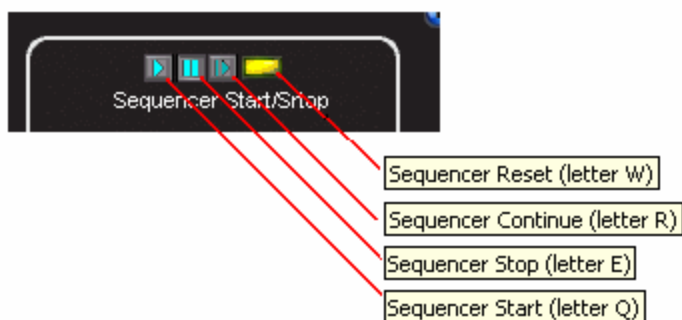 Sequencer Start/Srtop
Sequencer Reset (letter W)
Sequencer Continue (letter R)
Sequencer Stop (letter E)
Sequencer Start (letter Q)